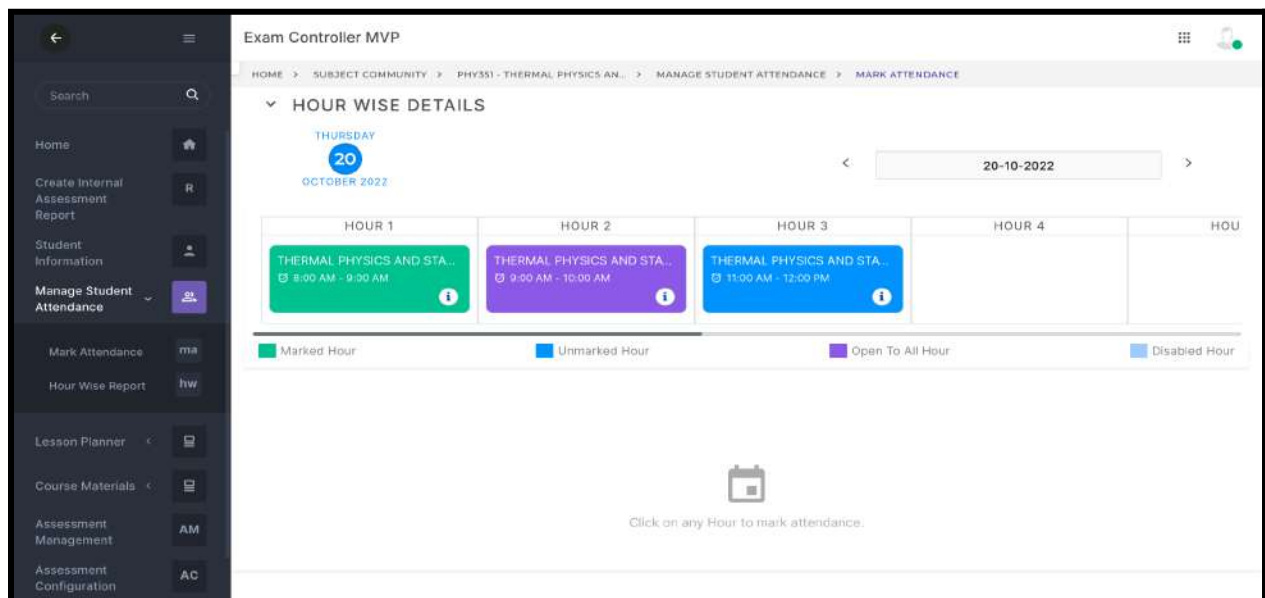 Exam Controller MVP
HOME > SUBJECT COMMUNITY > PHY351 - THERMAL PHYSICS AN... > MANAGE STUDENT ATTENDANCE > MARK ATTENDANCE
Search
Home
Create Internal
Assessment
Report
R
Student
Information
Manage Student
Attendance
Mark Attendance
ma
Hour Wise Report
hw
Lesson Planner
Course Materials
Assessment
Management
AM
Assessment
Configuration
AC
HOUR WISE DETAILS
THURSDAY
20
OCTOBER 2022
< 20-10-2022 >
HOUR 1 HOUR 2 HOUR 3 HOUR 4 HOU
THERMAL PHYSICS AND STA...
8:00 AM - 9:00 AM
THERMAL PHYSICS AND STA...
9:00 AM - 10:00 AM
THERMAL PHYSICS AND STA...
11:00 AM - 12:00 PM
Marked Hour Unmarked Hour Open To All Hour Disabled Hour
Click on any Hour to mark attendance.